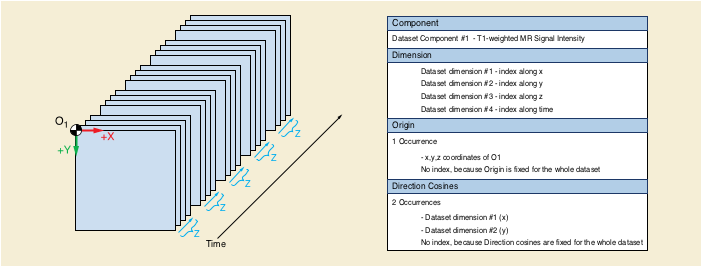 O1
+X
+Y
Z
Z
Z
Z
Z
Time
Component
Dataset Component #1 - T1-weighted MR Signal Intensity
Dimension
Dataset dimension #1 - index along x
Dataset dimension #2 - index along y
Dataset dimension #3 - index along z
Dataset dimension #4 - index along time
Origin
1 Occurrence
- x,y,z coordinates of O1
No index, because Origin is fixed for the whole dataset
Direction Cosines
2 Occurrences
- Dataset dimension #1 (x)
- Dataset dimension #2 (y)
No index, because Direction cosines are fixed for the whole dataset